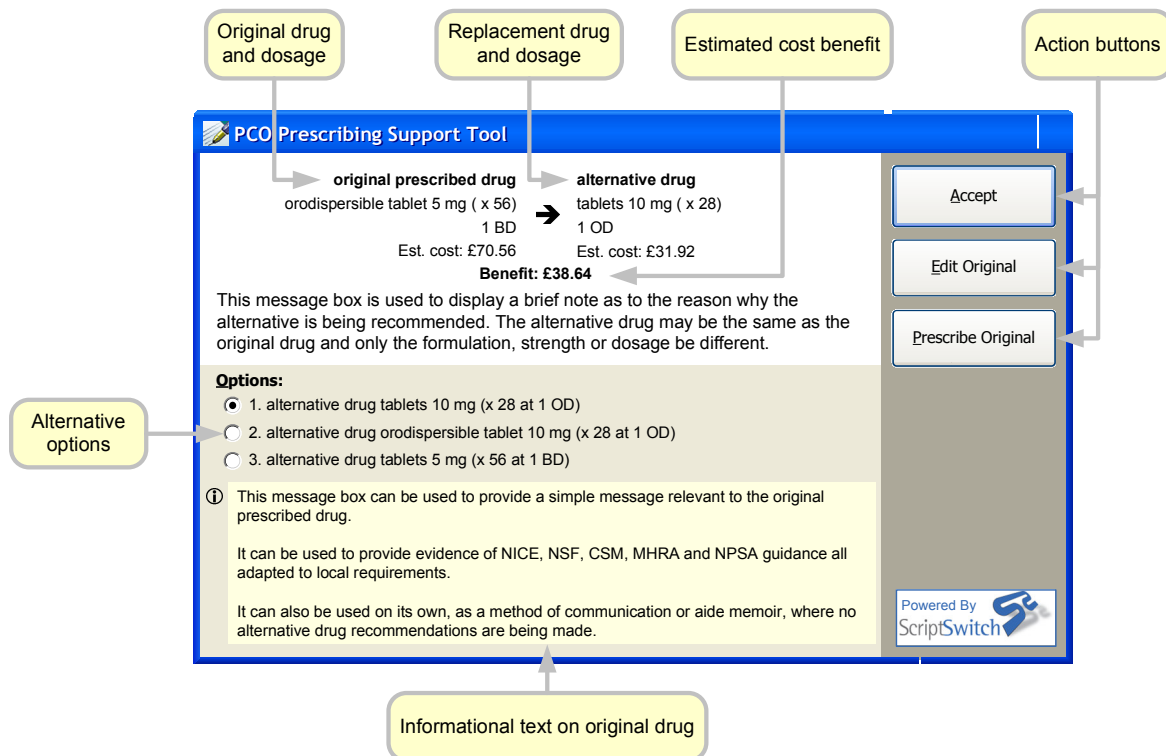 Original drug
and dosage
Replacement drug
and dosage
Estimated cost benefit
Action buttons
PCO Prescribing Support Tool
original prescribed drug
alternative drug
orodispersible tablet 5 mg ( x 56)
tablets 10 mg ( x 28)
1 BD
1 OD
Est. cost: £70.56
Est. cost: £31.92
Benefit: £38.64
This message box is used to display a brief note as to the reason why the
alternative is being recommended. The alternative drug may be the same as the
original drug and only the formulation, strength or dosage be different.
Accept
Edit Original
Prescribe Original
Options:
1. alternative drug tablets 10 mg (x 28 at 1 OD)
2. alternative drug orodispersible tablet 10 mg (x 28 at 1 OD)
3. alternative drug tablets 5 mg (x 56 at 1 BD)
Alternative
options
This message box can be used to provide a simple message relevant to the original
prescribed drug.
It can be used to provide evidence of NICE, NSF, CSM, MHRA and NPSA guidance all
adapted to local requirements.
It can also be used on its own, as a method of communication or aide memoir, where no
alternative drug recommendations are being made.
Powered By
ScriptSwitch
Informational text on original drug